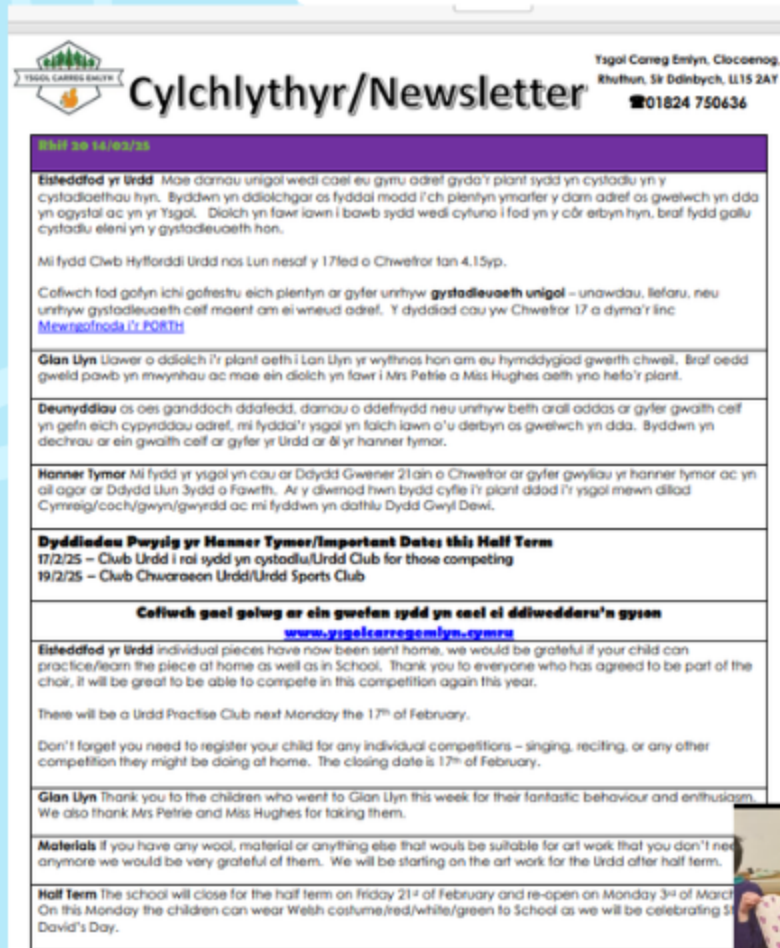 YSGOL CARREG EMLYN
Cylchlythyr/Newsletter
Ysgol Carreg Emlyn, Clocaenog,
Rhuthun, Sir Ddinbych, LL15 2AY
☎01824 750636
Rhif 20 14/02/25
Eisteddfod yr Urdd Mae darnau unigol wedi cael eu gyrru adref gyda'r plant sydd yn cystadlu yn y
cystadlaethau hyn. Byddwn yn ddiolchgar os fyddai modd i'ch plentyn ymarfer y darn adref os gwelwch yn dda
yn ogystal ac yn yr Ysgol. Diolch yn fawr iawn i bawb sydd wedi cytuno i fod yn y côr erbyn hyn, braf fydd gallu
cystadlu eleni yn y gystadleuaeth hon.
Mi fydd Clwb Hyfforddi Urdd nos Lun nesaf y 17fed o Chwefror tan 4.15yp.
Cofiwch fod gofyn ichi gofrestru eich plentyn ar gyfer unrhyw gystadleuaeth unigol – unawdau, llefaru, neu
unrhyw gystadleuaeth celf maent am ei wneud adref. Y dyddiad cau yw Chwefror 17 a dyma'r linc
Mewngofnoda i'r PORTH
Glan Llyn Llawer o ddiolch i'r plant aeth i Lan Llyn yr wythnos hon am eu hymddygiad gwerth chweil. Braf oedd
gweld pawb yn mwynhau ac mae ein diolch yn fawr i Mrs Petrie a Miss Hughes aeth yno hefo'r plant.
Deunyddiau os oes ganddoch ddafedd, darnau o ddefnydd neu unrhyw beth arall addas ar gyfer gwaith celf
yn gefn eich cypyrddau adref, mi fyddai'r ysgol yn falch iawn o'u derbyn os gwelwch yn dda. Byddwn yn
dechrau ar ein gwaith celf ar gyfer yr Urdd ar ôl yr hanner tymor.
Hanner Tymor Mi fydd yr ysgol yn cau ar Ddydd Gwener 21ain o Chwefror ar gyfer gwyliau yr hanner tymor ac yn
ail agor ar Ddydd Llun 3ydd o Fawrth. Ar y diwrnod hwn bydd cyfle i'r plant ddod i'r ysgol mewn dillad
Cymreig/coch/gwyn/gwyrdd ac mi fyddwn yn dathlu Dydd Gwyl Dewi.
Dyddiadau Pwysig yr Hanner Tymor/Important Dates this Half Term
17/2/25 – Clwb Urdd i rai sydd yn cystadlu/Urdd Club for those competing
19/2/25 – Clwb Chwaraeon Urdd/Urdd Sports Club
Cofiwch gael golwg ar ein gwefan sydd yn cael ei ddiweddaru'n gyson
www.ysgolcarregemlyn.cymru
Eisteddfod yr Urdd individual pieces have now been sent home, we would be grateful if your child can
practice/learn the piece at home as well as in School. Thank you to everyone who has agreed to be part of the
choir, it will be great to be able to compete in this competition again this year.
There will be a Urdd Practise Club next Monday the 17th of February.
Don't forget you need to register your child for any individual competitions – singing, reciting, or any other
competition they might be doing at home. The closing date is 17th of February.
Glan Llyn Thank you to the children who went to Glan Llyn this week for their fantastic behaviour and enthusiasm.
We also thank Mrs Petrie and Miss Hughes for taking them.
Materials If you have any wool, material or anything else that wouls be suitable for art work that you don't
anymore we would be very grateful of them. We will be starting on the art work for the Urdd after half term.
Half Term The school will close for the half term on Friday 21st of February and re-open on Monday 3rd of March
On this Monday the children can wear Welsh costume/red/white/green to School as we will be celebrating
David's Day.